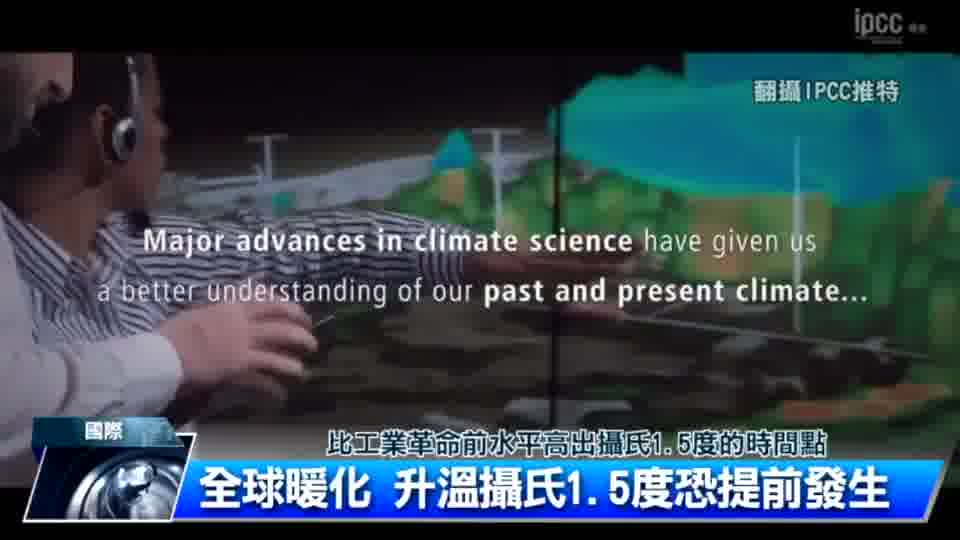 ipcc
翻攝IPCC推特
Major advances in climate science have given us
a better understanding of our past and present climate...
國際
比工業革命前水平高出攝氏1.5度的時間點
全球暖化 升溫攝氏1.5度恐提前發生